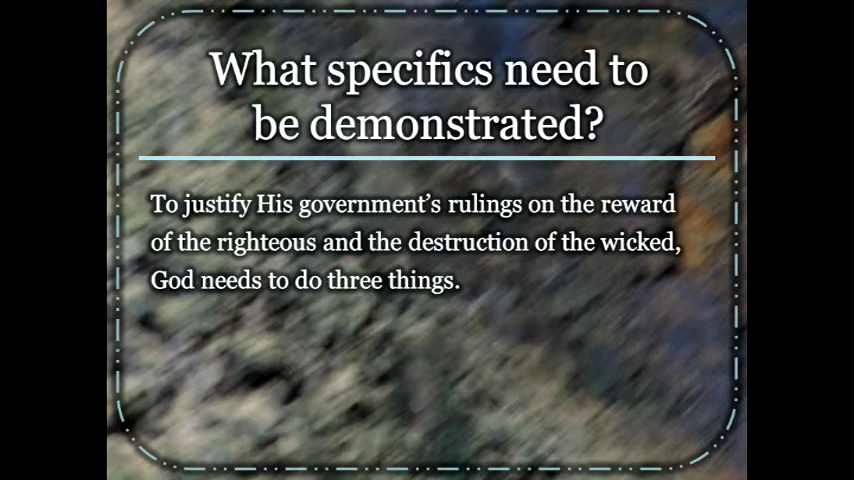 What specifics need to
be demonstrated?
To justify His government’s rulings on the reward
of the righteous and the destruction of the wicked,
God needs to do three things.